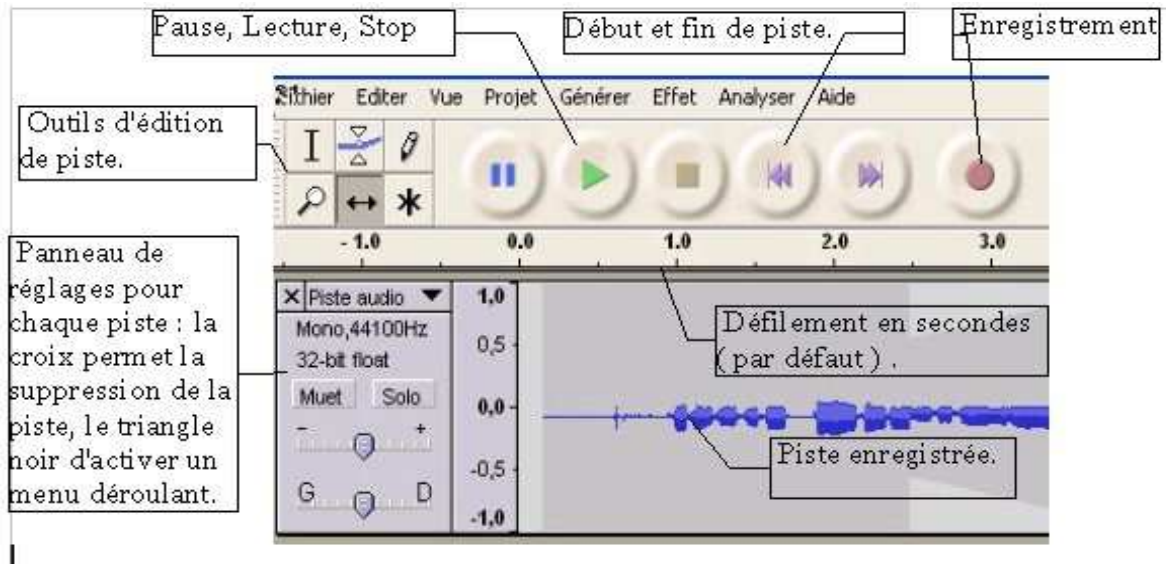 Pause, Lecture, Stop
Début et fin de piste.
Enregistrement
Outils d'édition
de piste.
Editer Vue Projet Générer Effet Analyser Aide
- 1.0 0.0 1.0 2.0 3.0
Panneau de
réglages pour
chaque piste : la
croix permet la
suppression de la
piste, le triangle
noir d'activer un
menu déroulant.
Piste audio
Mono,44100Hz
32-bit float
Muet Solo
- +
G D
1,0
0,5
0,0
-0,5
-1,0
Défilement en secondes
( par défaut ) .
Piste enregistrée.